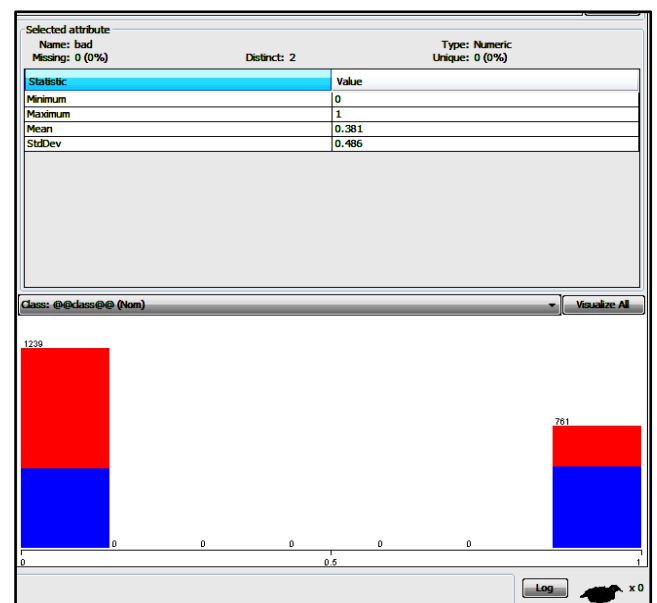 Selected attribute
Name: bad Type: Numeric
Missing: 0 (0%) Distinct: 2 Unique: 0 (0%)
Statistic Value
Minimum 0
Maximum 1
Mean 0.381
StdDev 0.486
Class: @@class@@ (Nom) Visualize All
1239
761
0 0 0 0 0
0 0.5 1
Log x 0